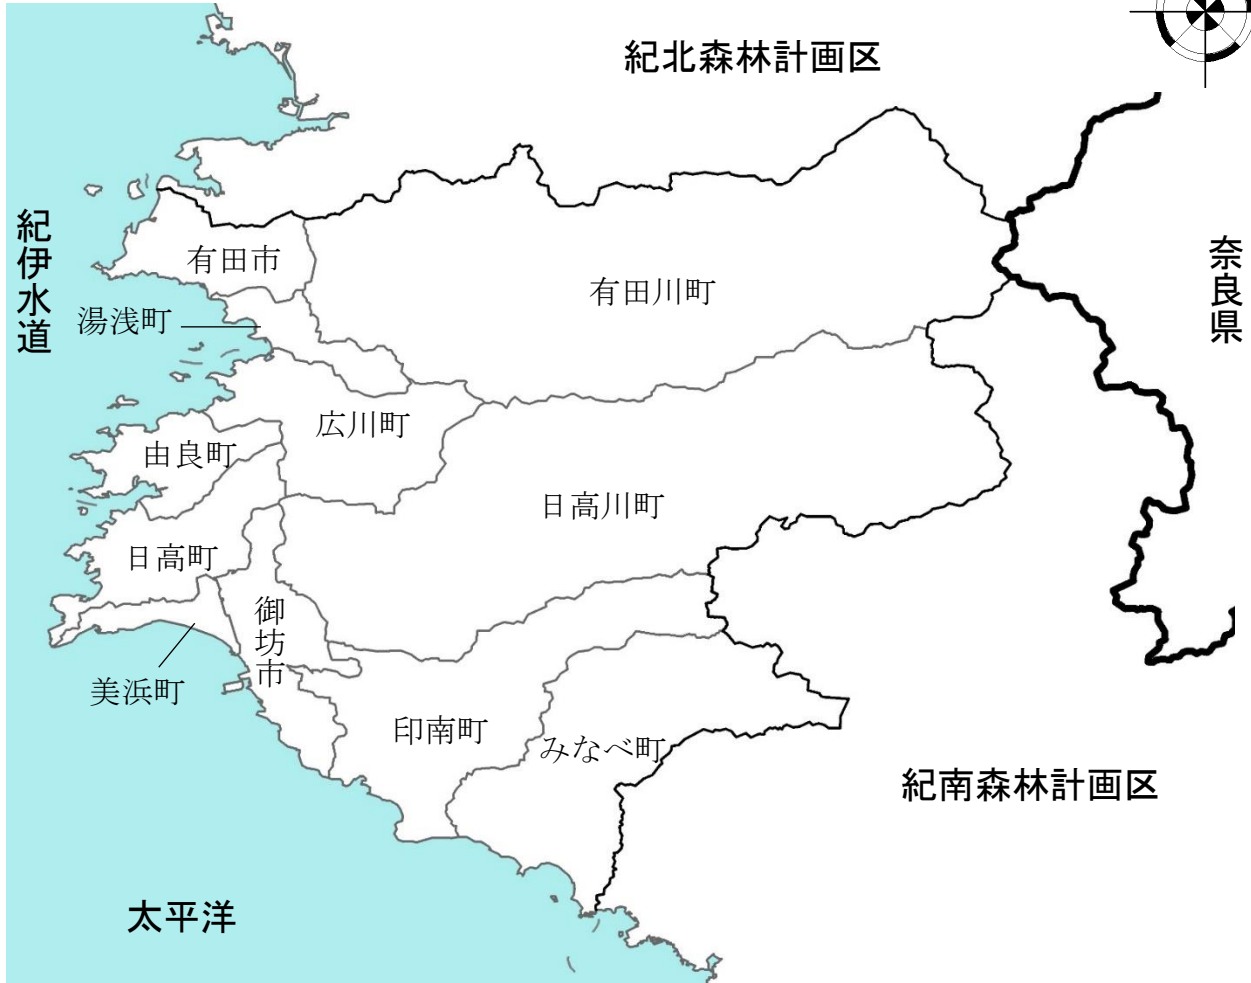 紀北森林計画区
紀伊水道
奈良県
有田市
有田川町
湯浅町
広川町
由良町
日高川町
日高町
御坊市
美浜町
印南町
みなべ町
紀南森林計画区
太平洋